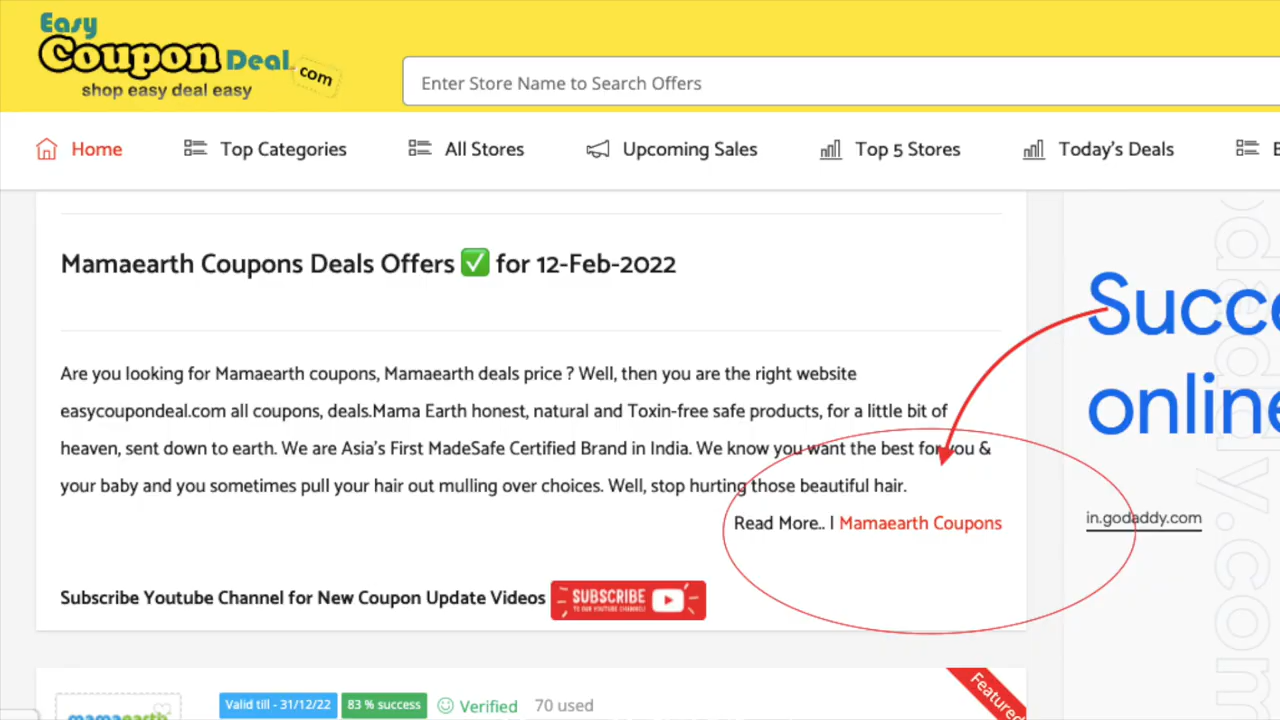 Easy
Coupon Deal.com
shop easy deal easy
Enter Store Name to Search Offers
Home Top Categories All Stores Upcoming Sales Top 5 Stores Today's Deals
Mamaearth Coupons Deals Offers ✅ for 12-Feb-2022
Are you looking for Mamaearth coupons, Mamaearth deals price ? Well, then you are the right website
easycoupondeal.com all coupons, deals.Mama Earth honest, natural and Toxin-free safe products, for a little bit of
heaven, sent down to earth. We are Asia's First MadeSafe Certified Brand in India. We know you want the best for you &
your baby and you sometimes pull your hair out mulling over choices. Well, stop hurting those beautiful hair.
Read More.. | Mamaearth Coupons
Subscribe Youtube Channel for New Coupon Update Videos SUBSCRIBE
TO OUR YOUTUBE CHANNEL!
Succe
online
in.godaddy.com
godaddy.com
mamaearth Valid till - 31/12/22 83 % success Verified 70 used Featured